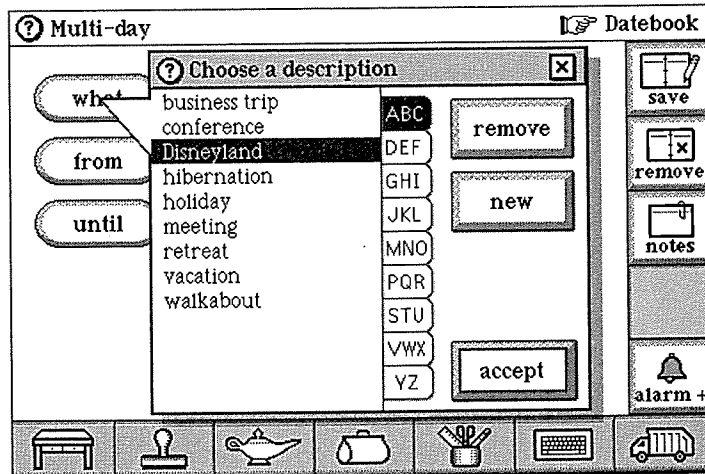 ? Multi-day
Datebook
what
from
until
? Choose a description
business trip
conference
Disneyland
hibernation
holiday
meeting
retreat
vacation
walkabout
ABC
DEF
GHI
JKL
MNO
PQR
STU
VWX
YZ
remove
new
accept
save
remove
notes
alarm +